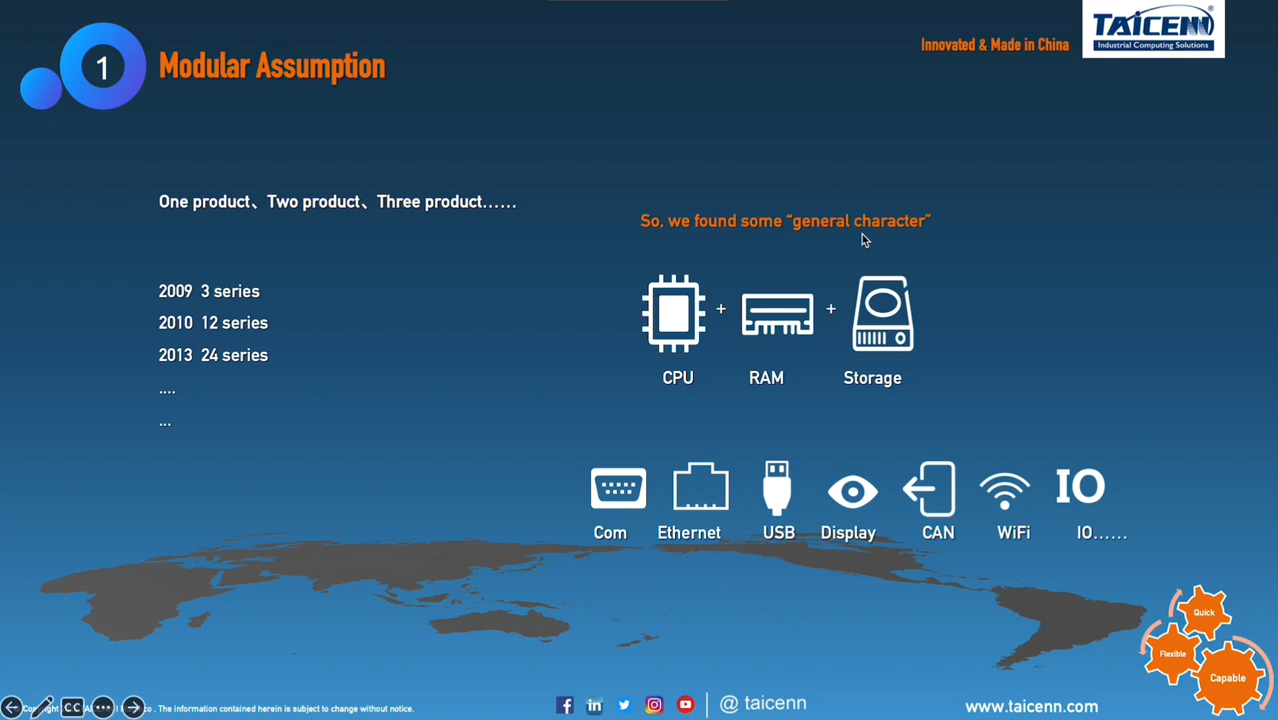 1
Modular Assumption
Innovated & Made in China
TAICENN®
Industrial Computing Solutions
One product、Two product、Three product……
2009 3 series
2010 12 series
2013 24 series
....
...
So, we found some “general character”
+ +
CPU RAM Storage
IO
Com Ethernet USB Display CAN WiFi IO……
Quick
Flexible
Capable
CC
The information contained herein is subject to change without notice.
@ taicenn
www.taicenn.com